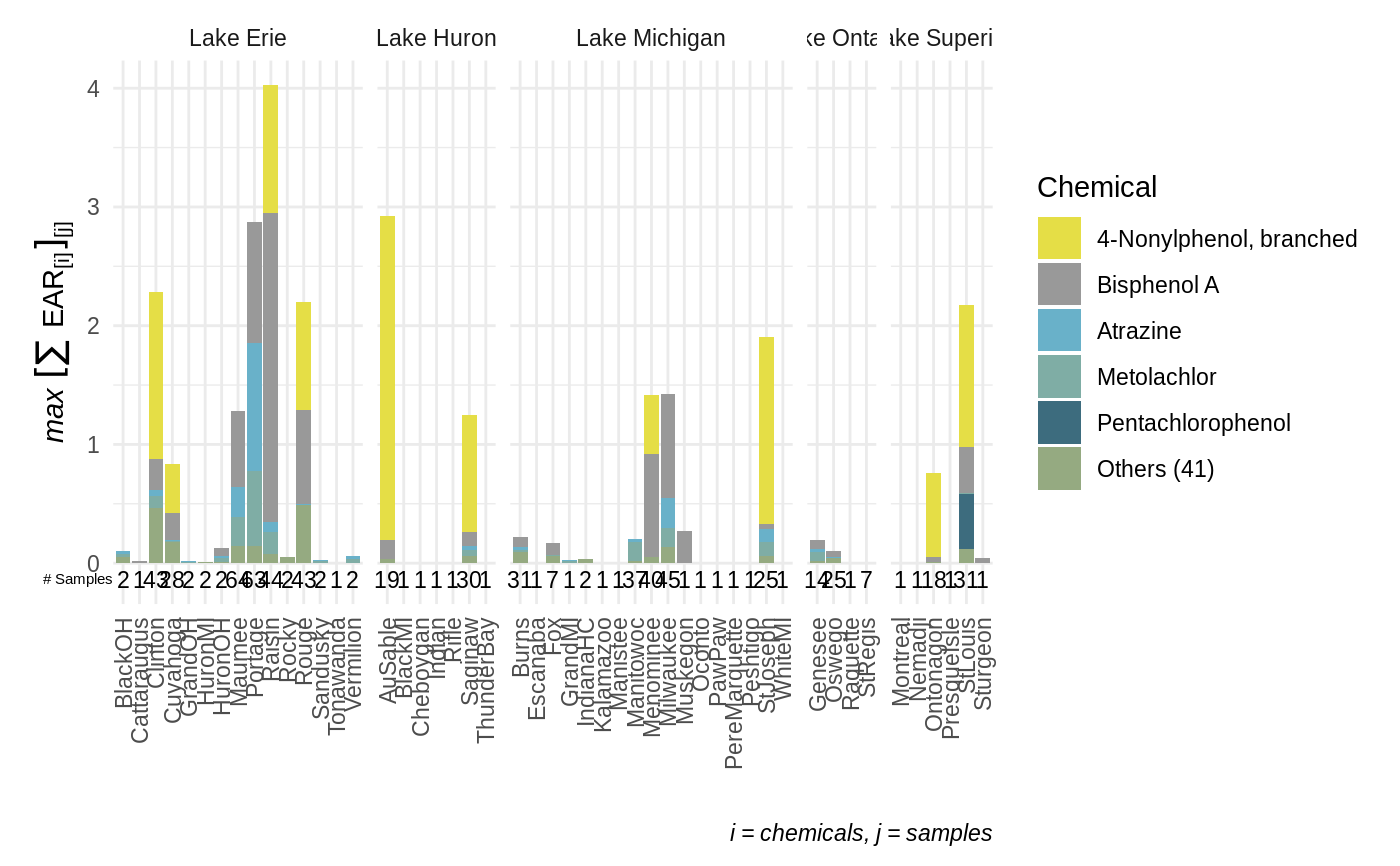 Lake Erie
Lake Huron
Lake Michigan
ke Onta
ake Superi
max [∑ EAR[i]][j]
4
3
2
1
0
# Samples
2 1 43 28 2 2 2 64 63 44 2 43 2 1 2
19 1 1 1 1 30 1
31 1 7 1 2 1 1 37 40 45 1 1 1 1 1 25 1
14 25 1 7
1 1 18 1 31 1
BlackOH
Cattaraugus
Clinton
Cuyahoga
GrandOH
HuronMI
HuronOH
Maumee
Portage
Raisin
Rocky
Rouge
Sandusky
Tonawanda
Vermilion
AuSable
BlackMI
Cheboygan
Indian
Rifle
Saginaw
ThunderBay
Burns
Escanaba
Fox
GrandMI
IndianaHC
Kalamazoo
Manistee
Manitowoc
Menominee
Milwaukee
Muskegon
Oconto
PawPaw
PereMarquette
Peshtigo
StJoseph
WhiteMI
Genesee
Oswego
Raquette
StRegis
Montreal
Nemadji
Ontonagon
PresqueIsle
StLouis
Sturgeon
Chemical
4-Nonylphenol, branched
Bisphenol A
Atrazine
Metolachlor
Pentachlorophenol
Others (41)
i = chemicals, j = samples